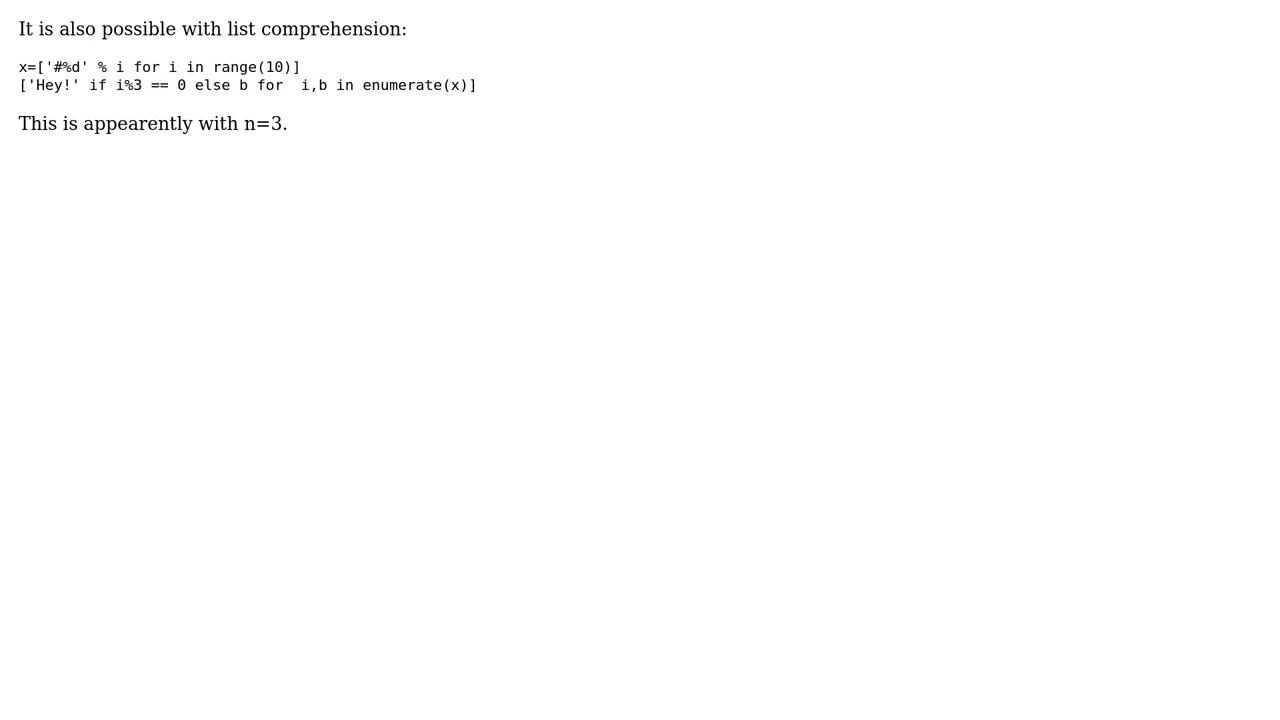 It is also possible with list comprehension:
x=['#%d' % i for i in range(10)]
['Hey!' if i%3 == 0 else b for  i,b in enumerate(x)]
This is appearently with n=3.